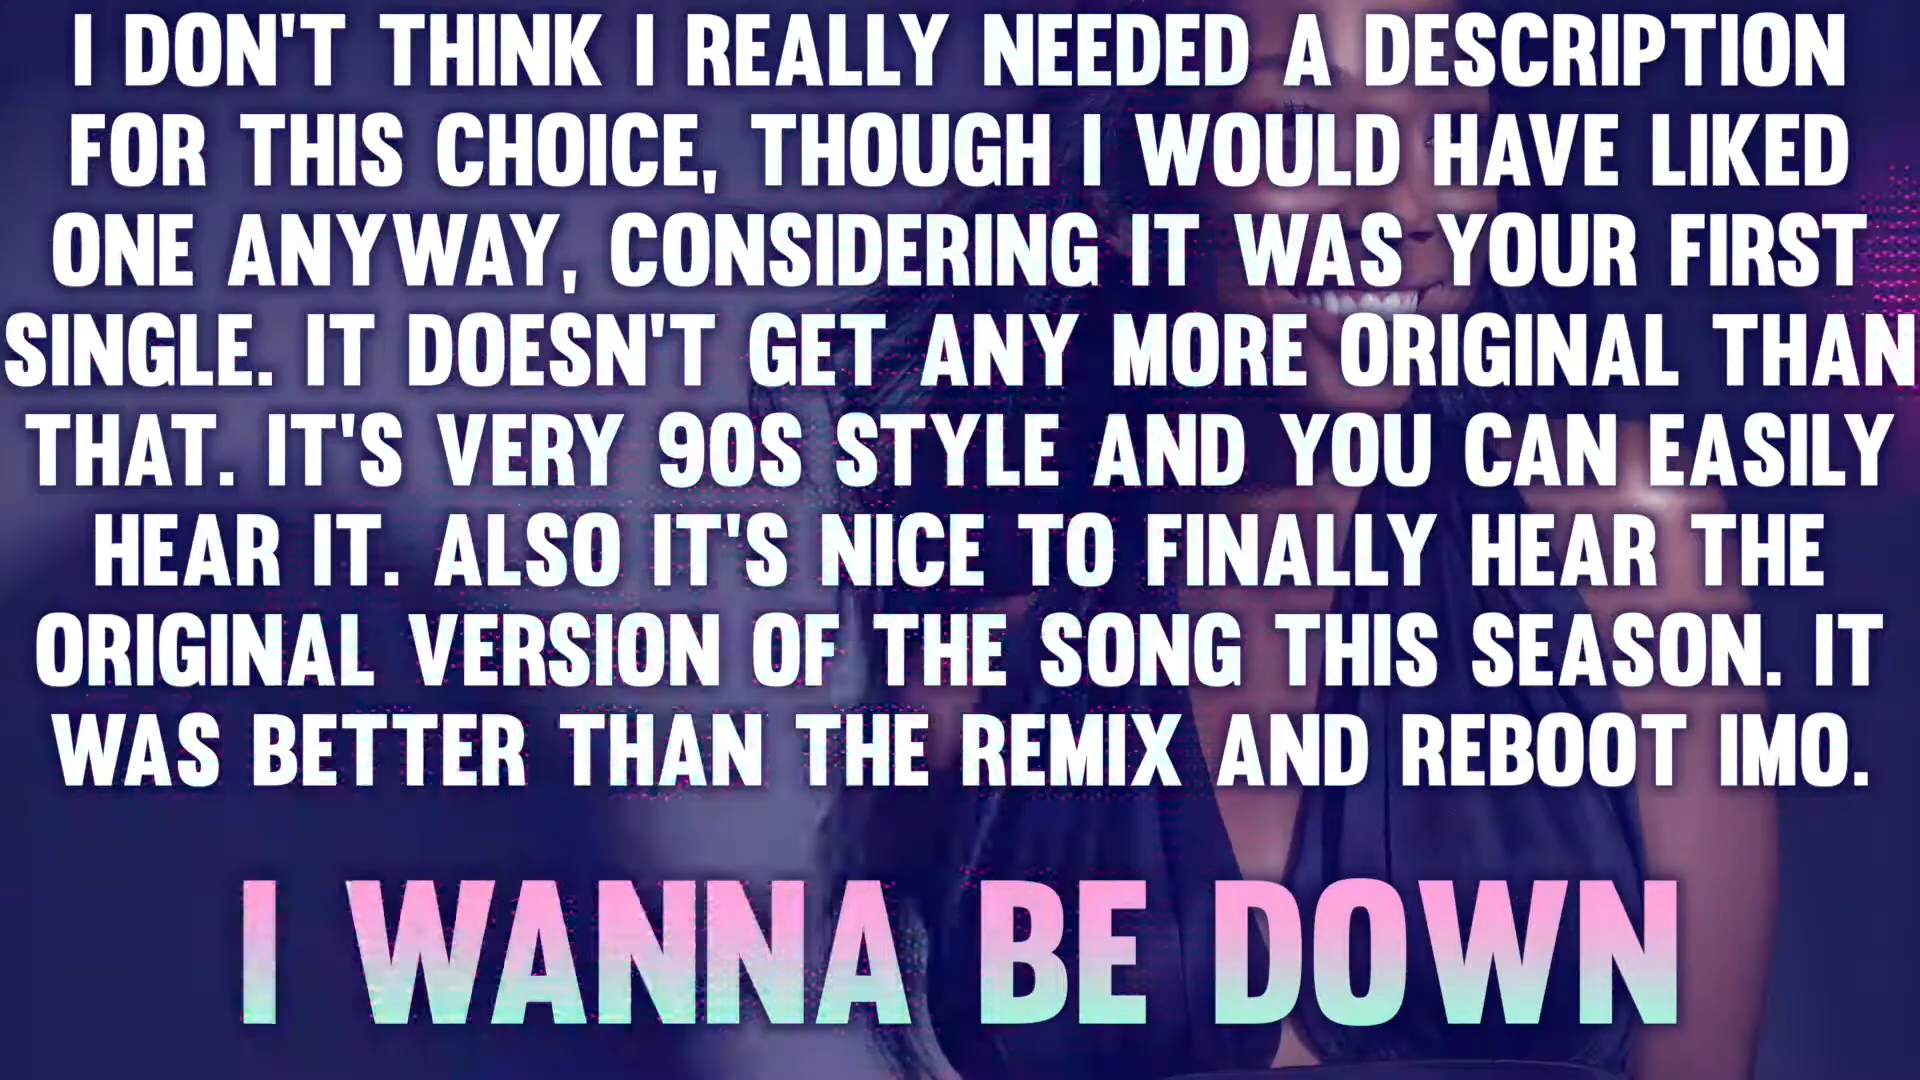 I DON'T THINK I REALLY NEEDED A DESCRIPTION
FOR THIS CHOICE, THOUGH I WOULD HAVE LIKED
ONE ANYWAY, CONSIDERING IT WAS YOUR FIRST
SINGLE. IT DOESN'T GET ANY MORE ORIGINAL THAN
THAT. IT'S VERY 90S STYLE AND YOU CAN EASILY
HEAR IT. ALSO IT'S NICE TO FINALLY HEAR THE
ORIGINAL VERSION OF THE SONG THIS SEASON. IT
WAS BETTER THAN THE REMIX AND REBOOT IMO.
I WANNA BE DOWN